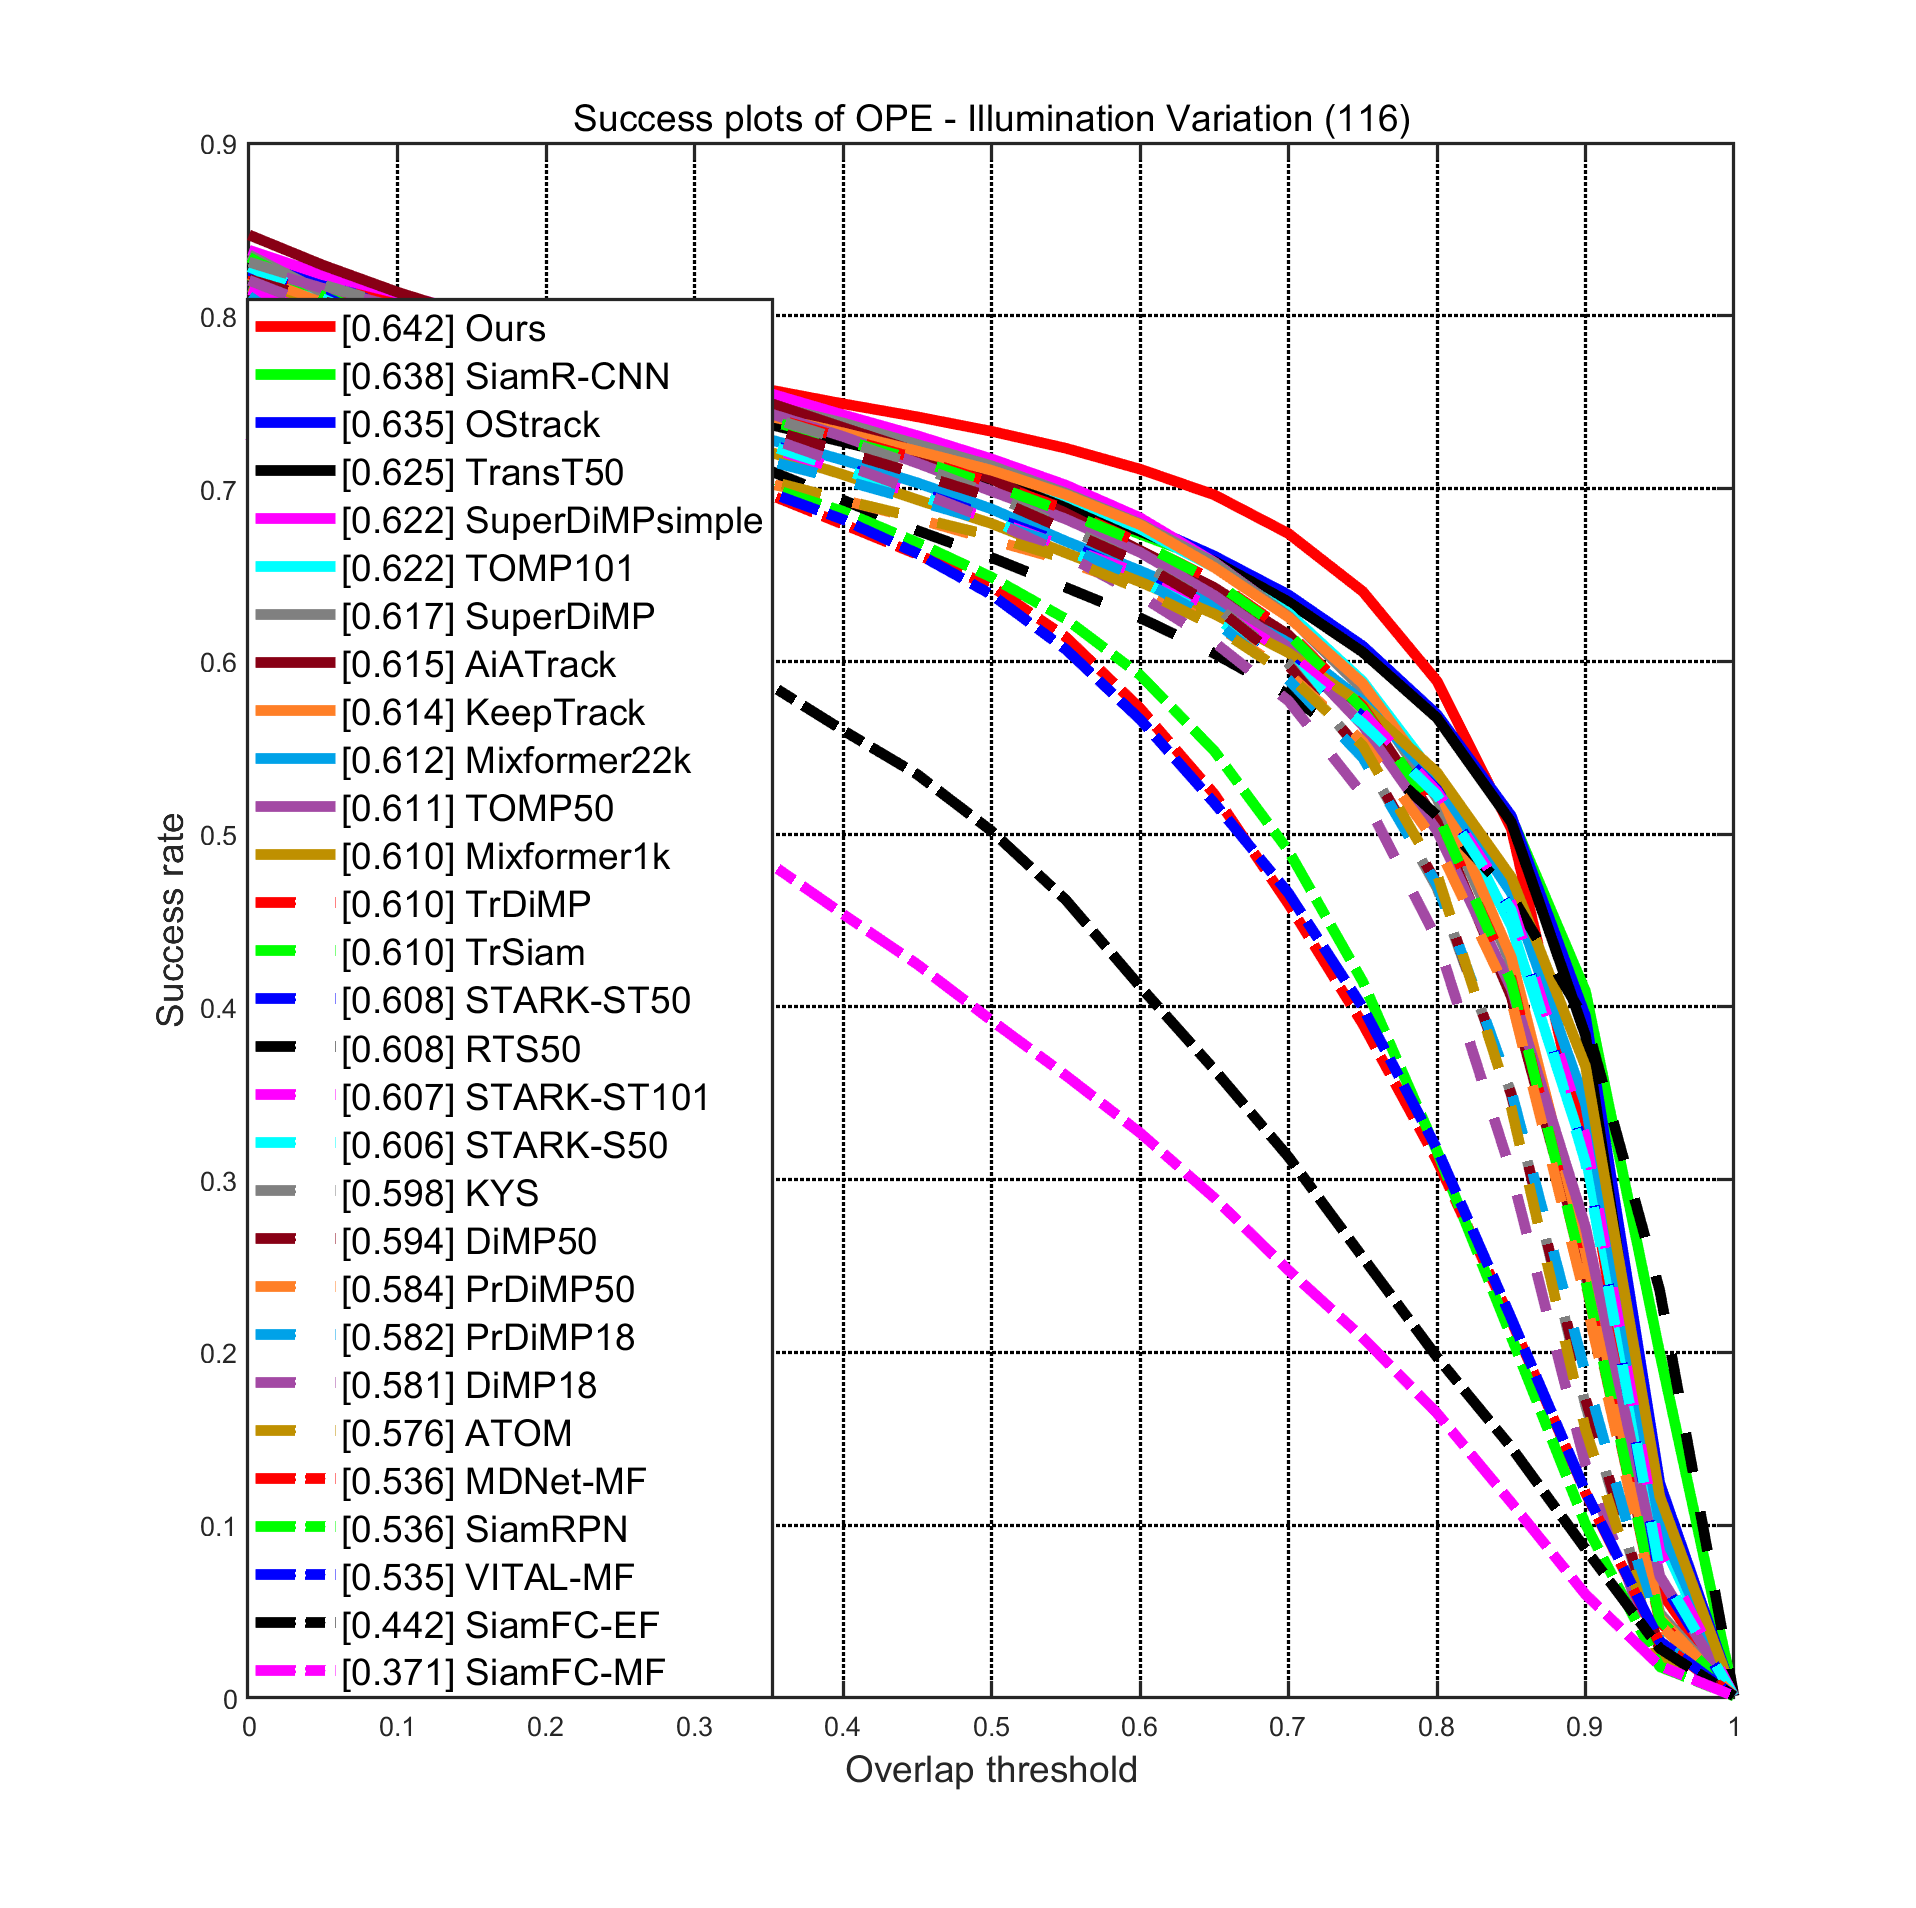 Success plots of OPE - Illumination Variation (116)
0.9
0.8
0.7
0.6
0.5
0.4
0.3
0.2
0.1
0
Success rate
[0.642] Ours
[0.638] SiamR-CNN
[0.635] OStrack
[0.625] TransT50
[0.622] SuperDiMPsimple
[0.622] TOMP101
[0.617] SuperDiMP
[0.615] AiATrack
[0.614] KeepTrack
[0.612] Mixformer22k
[0.611] TOMP50
[0.610] Mixformer1k
[0.610] TrDiMP
[0.610] TrSiam
[0.608] STARK-ST50
[0.608] RTS50
[0.607] STARK-ST101
[0.606] STARK-S50
[0.598] KYS
[0.594] DiMP50
[0.584] PrDiMP50
[0.582] PrDiMP18
[0.581] DiMP18
[0.576] ATOM
[0.536] MDNet-MF
[0.536] SiamRPN
[0.535] VITAL-MF
[0.442] SiamFC-EF
[0.371] SiamFC-MF
0 0.1 0.2 0.3 0.4 0.5 0.6 0.7 0.8 0.9 1
Overlap threshold